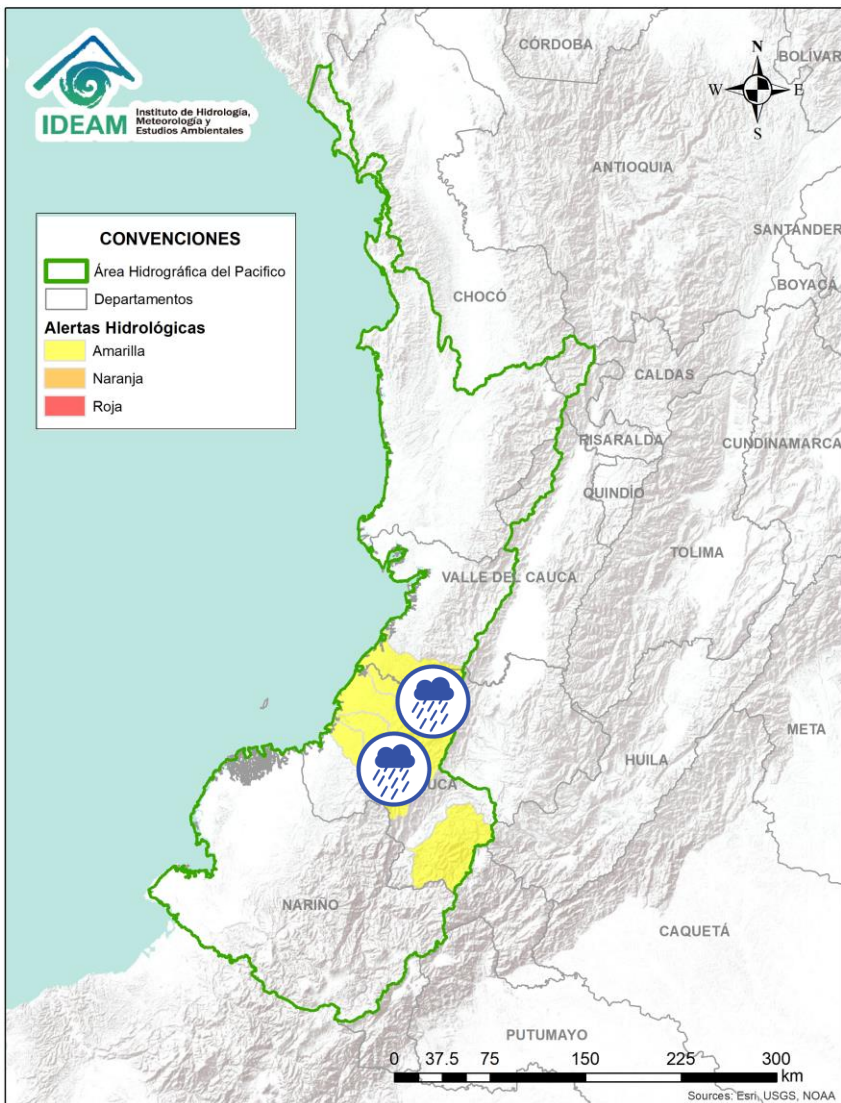 IDEAM
Instituto de Hidrología,
Meteorología y
Estudios Ambientales
CÓRDOBA
BOLÍVAR
N
W
E
S
ANTIOQUIA
SANTANDER
CONVENCIONES
Área Hidrográfica del Pacifico
Departamentos
Alertas Hidrológicas
Amarilla
Naranja
Roja
BOYACÁ
CHOCÓ
CALDAS
RISARALDA
CUNDINAMARCA
QUINDÍO
TOLIMA
VALLE DEL CAUCA
META
HUILA
UCA
NARIÑO
CAQUETÁ
PUTUMAYO
0 37.5 75 150 225 300
km
Sources: Esri, USGS, NOAA